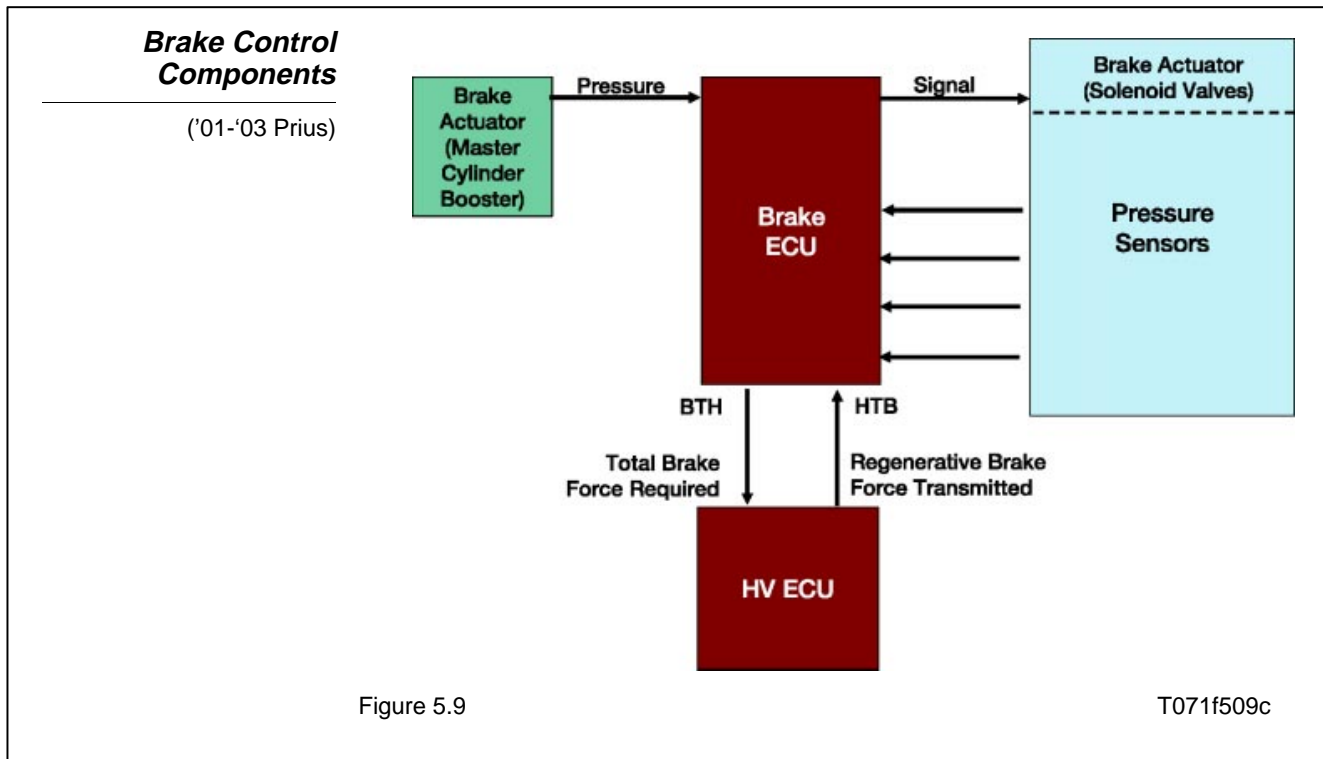 Brake Control
Components
('01-‘03 Prius)
Brake
Actuator
(Master
Cylinder
Booster)
Pressure
Brake
ECU
Signal
Brake Actuator
(Solenoid Valves)
Pressure
Sensors
BTH
HTB
Total Brake
Force Required
Regenerative Brake
Force Transmitted
HV ECU
Figure 5.9
T071f509c